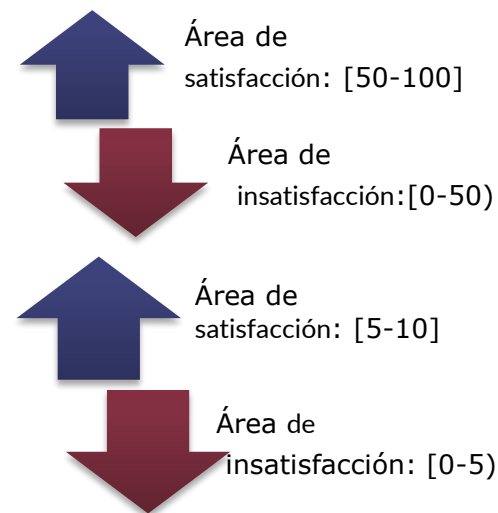 Área de
satisfacción: [50-100]
Área de
insatisfacción:[0-50)
Área de
satisfacción: [5-10]
Área de
insatisfacción: [0-5)